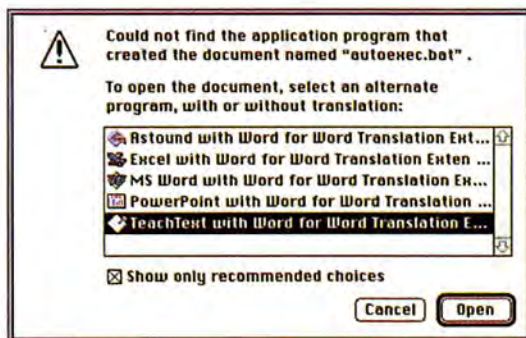 Could not find the application program that
created the document named “autoexec.bat” .
To open the document, select an alternate
program, with or without translation:
Astound with Word for Word Translation Ext...
Excel with Word for Word Translation Exten ...
MS Word with Word for Word Translation Ex...
PowerPoint with Word for Word Translation ...
TeachText with Word for Word Translation E...
Show only recommended choices
Cancel Open